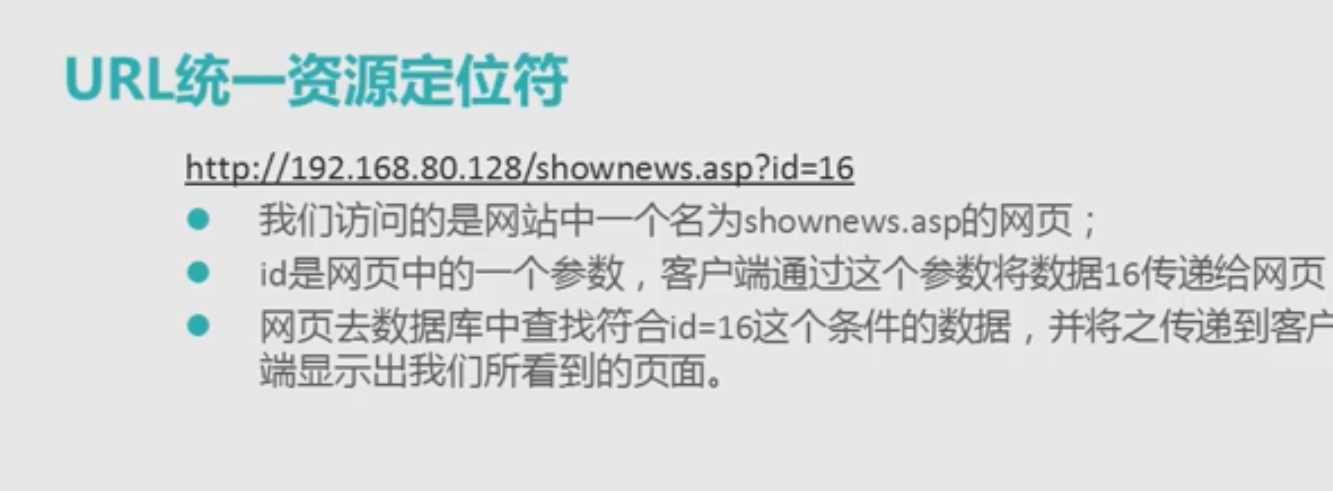 URL统一资源定位符
http://192.168.80.128/shownews.asp?id=16
我们访问的是网站中一个名为shownews.asp的网页；
id是网页中的一个参数，客户端通过这个参数将数据16传递给网页
网页去数据库中查找符合id=16这个条件的数据，并将之传递到客户
端显示出我们所看到的页面。